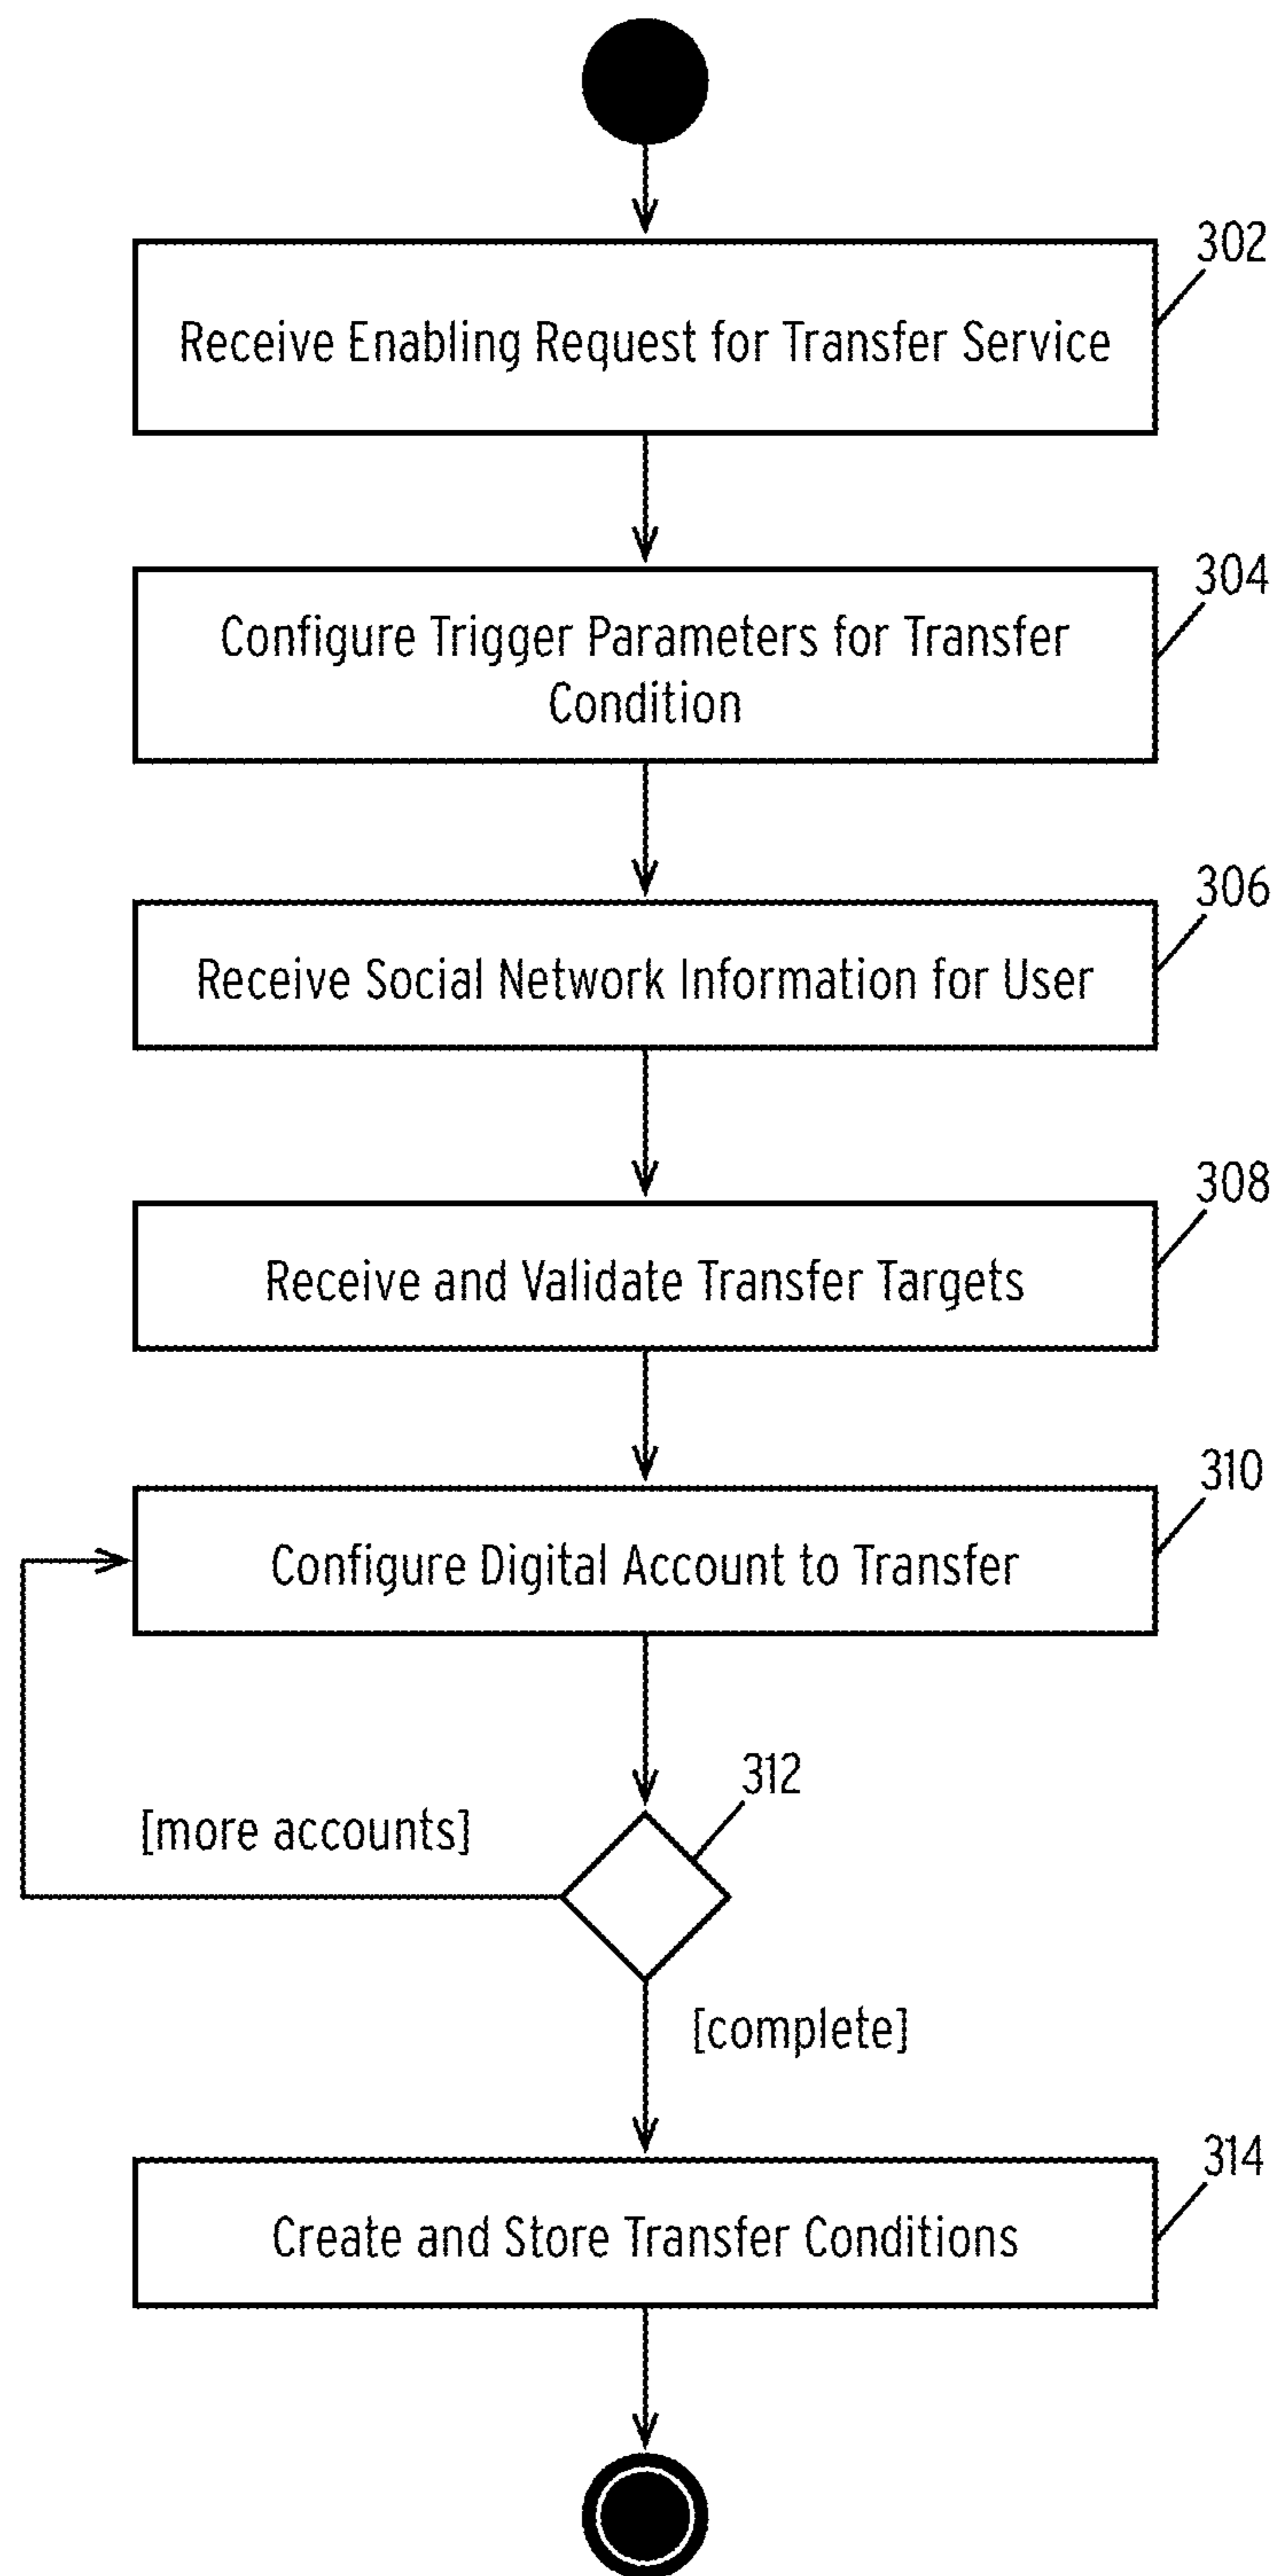 302
Receive Enabling Request for Transfer Service
304
Configure Trigger Parameters for Transfer
Condition
306
Receive Social Network Information for User
308
Receive and Validate Transfer Targets
310
Configure Digital Account to Transfer
312
[more accounts]
[complete]
314
Create and Store Transfer Conditions